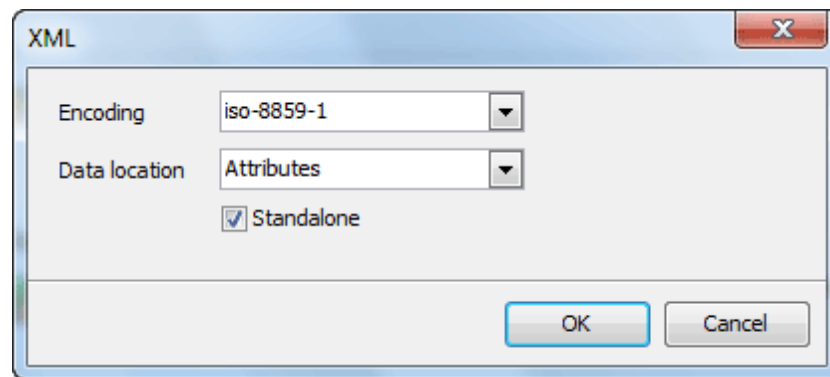 XML
Encoding iso-8859-1
Data location Attributes
Standalone
OK Cancel